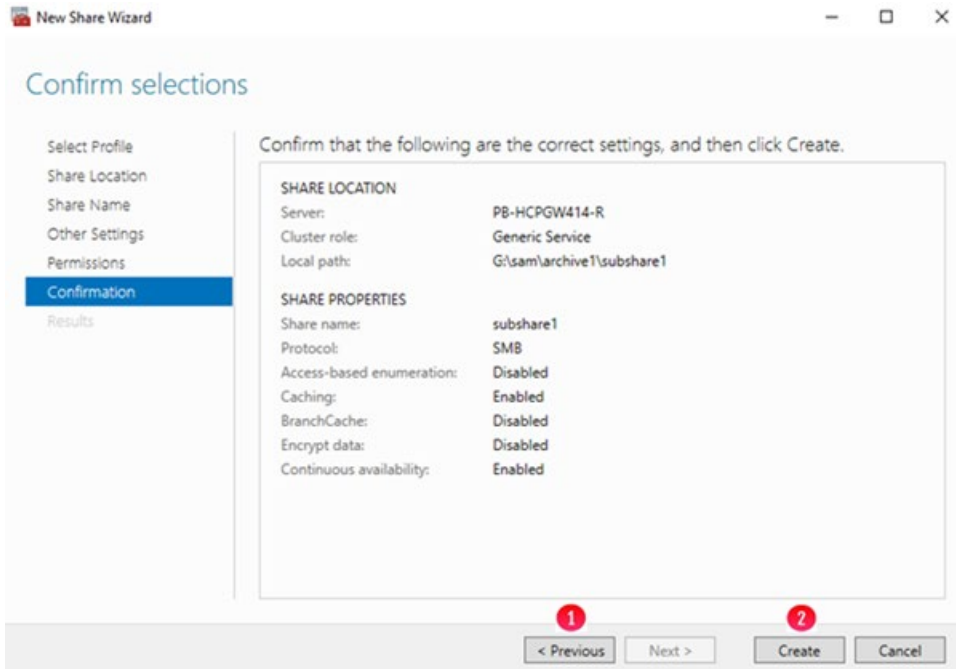 New Share Wizard
Confirm selections
Select Profile
Share Location
Share Name
Other Settings
Permissions
Confirmation
Results
Confirm that the following are the correct settings, and then click Create.
SHARE LOCATION
Server: PB-HCPGW414-R
Cluster role: Generic Service
Local path: G:\sam\archive1\subshare1
SHARE PROPERTIES
Share name: subshare1
Protocol: SMB
Access-based enumeration: Disabled
Caching: Enabled
BranchCache: Disabled
Encrypt data: Disabled
Continuous availability: Enabled
1 2
< Previous Next > Create Cancel